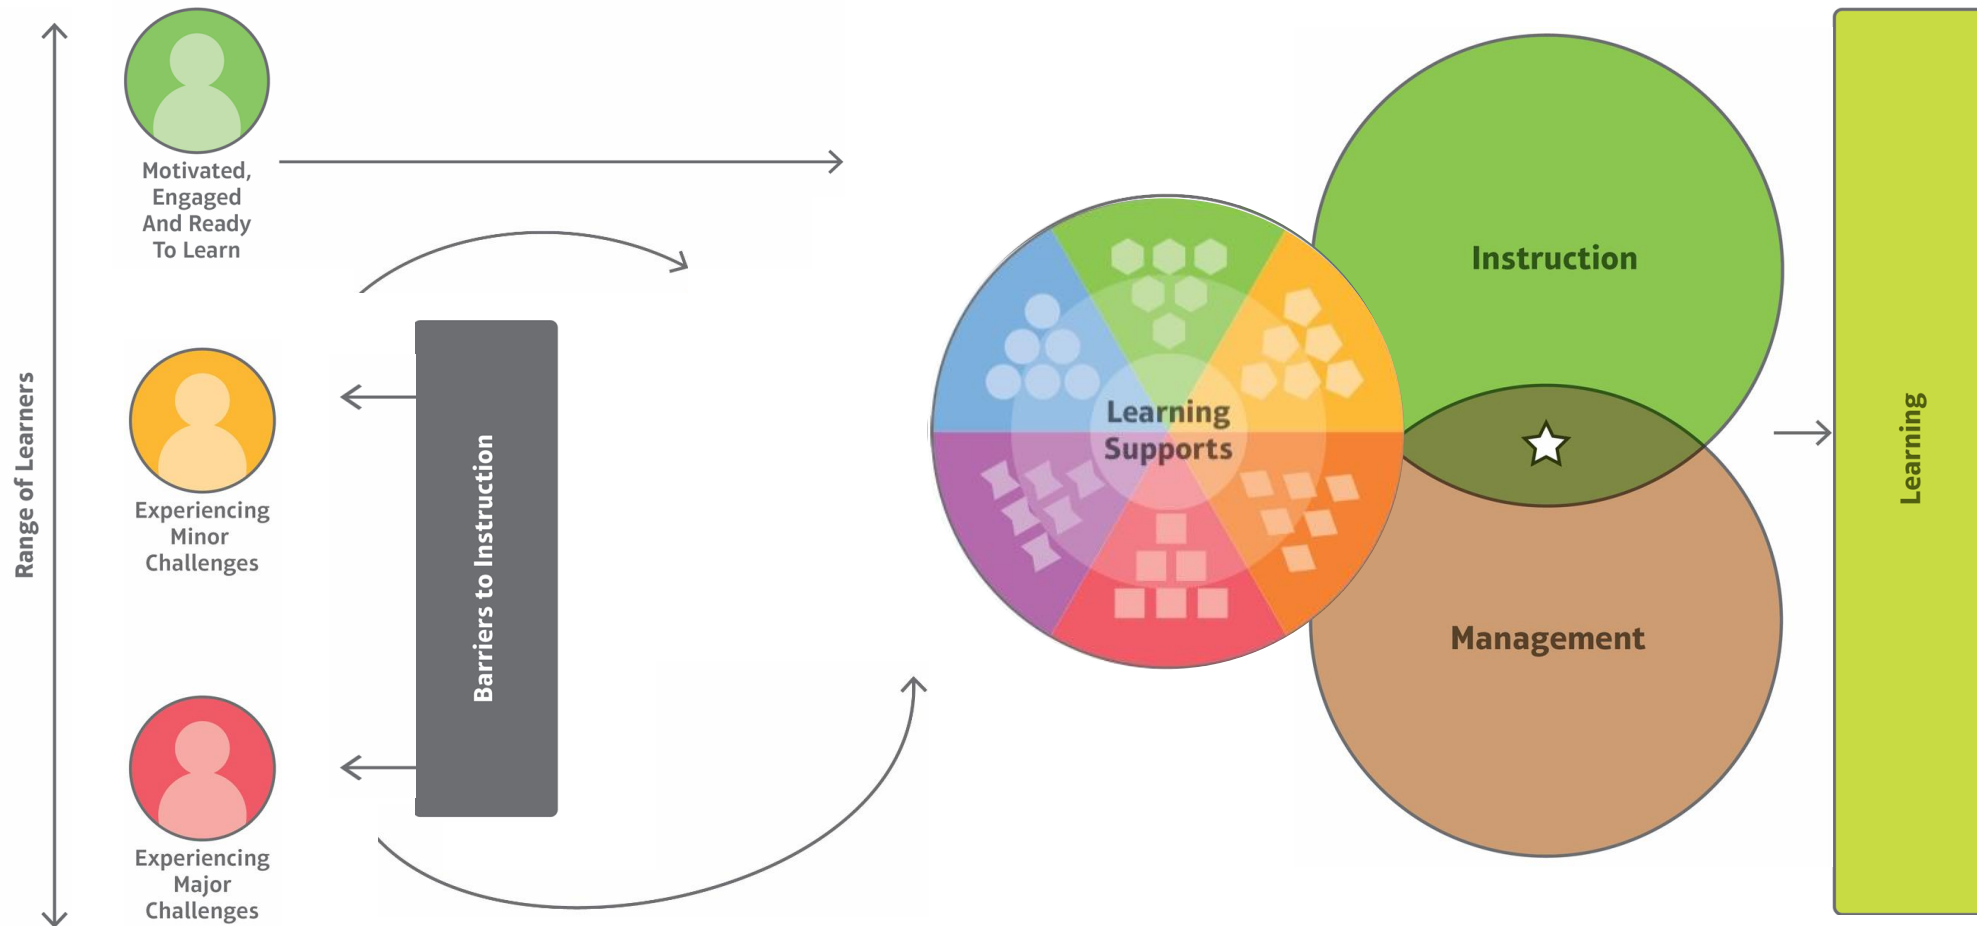 Range of Learners
Motivated,
Engaged
And Ready
To Learn
Experiencing
Minor
Challenges
Experiencing
Major
Challenges
Barriers to Instruction
Learning
Supports
Instruction
Management
Learning